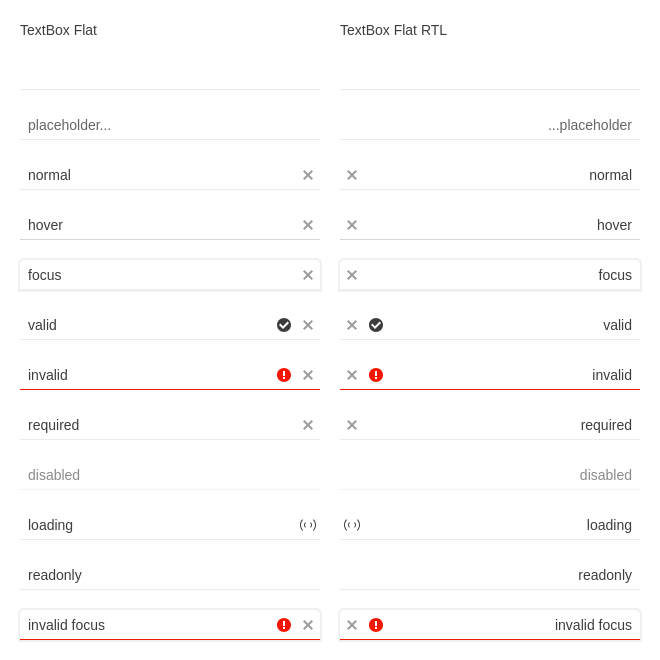 TextBox Flat
TextBox Flat RTL
placeholder...
...placeholder
normal
normal
hover
hover
focus
focus
valid
valid
invalid
invalid
required
required
disabled
disabled
loading
loading
readonly
readonly
invalid focus
invalid focus